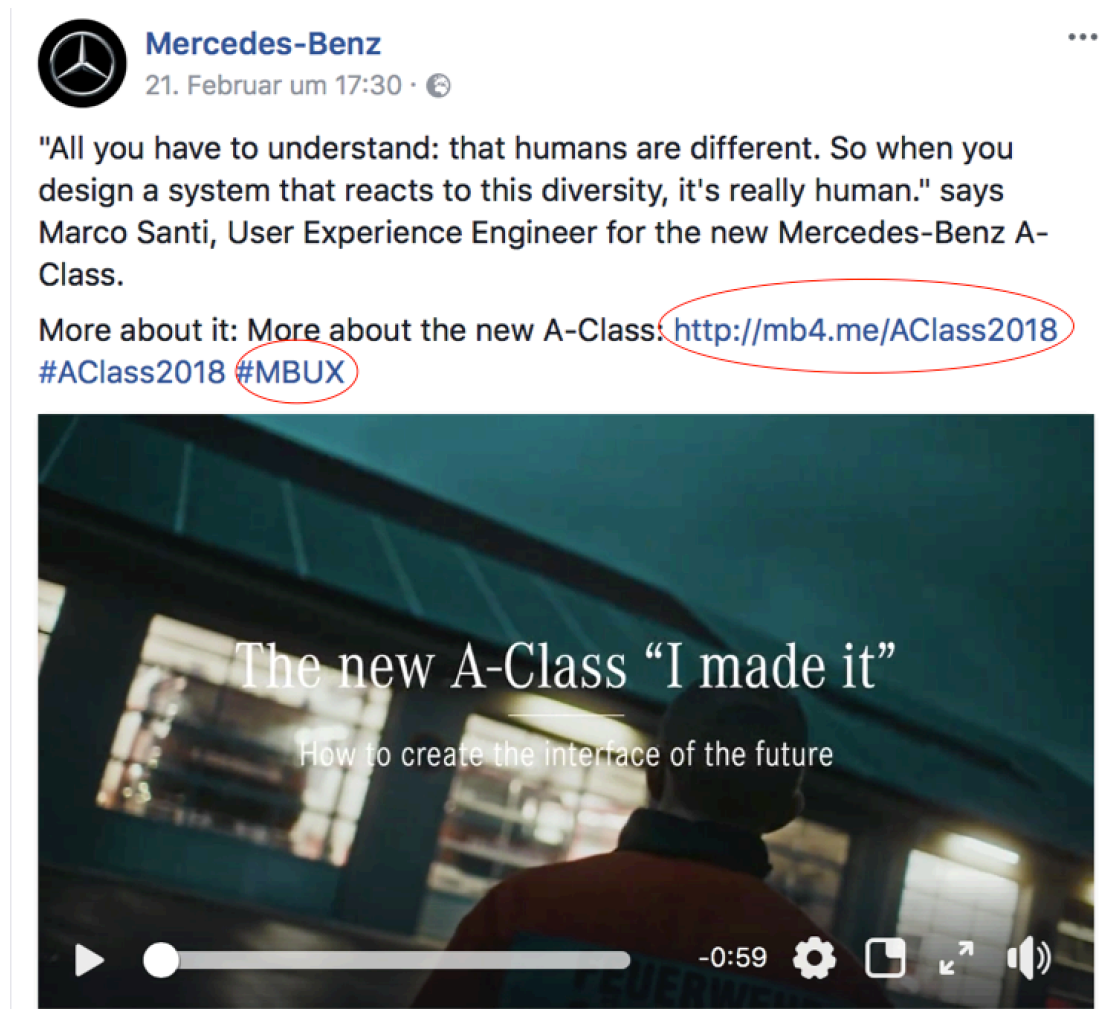 Mercedes-Benz
21. Februar um 17:30 ·
"All you have to understand: that humans are different. So when you
design a system that reacts to this diversity, it's really human." says
Marco Santi, User Experience Engineer for the new Mercedes-Benz A-
Class.
More about it: More about the new A-Class: http://mb4.me/AClass2018
#AClass2018 #MBUX
The new A-Class “I made it”
How to create the interface of the future
-0:59
FEUERWEHR